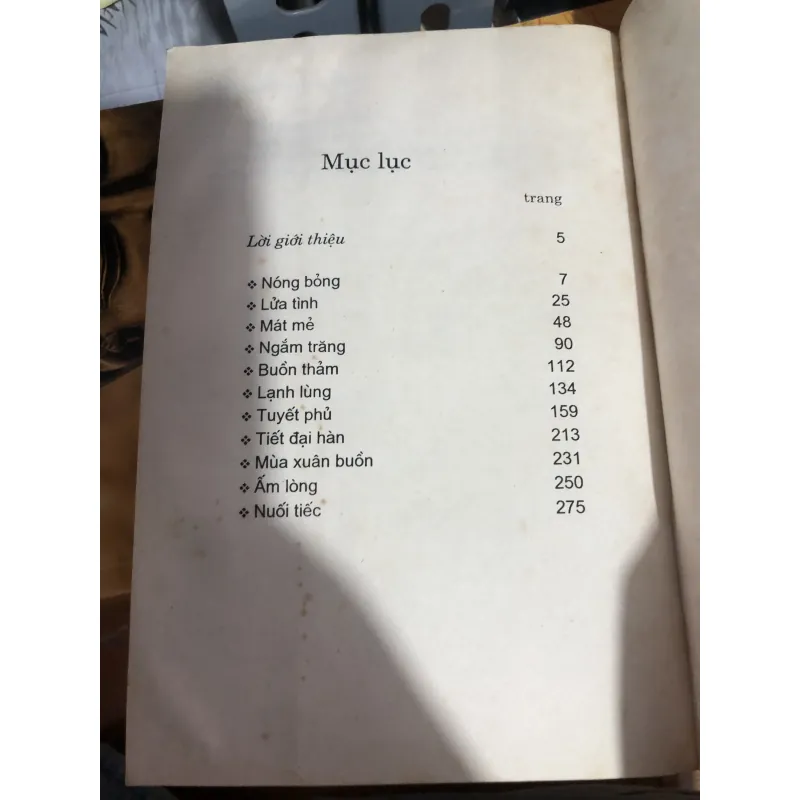 Mục lục
trang
Lời giới thiệu 5
❖ Nóng bỏng 7
❖ Lửa tình 25
❖ Mát mẻ 48
❖ Ngắm trăng 90
❖ Buồn thảm 112
❖ Lạnh lùng 134
❖ Tuyết phủ 159
❖ Tiết đại hàn 213
❖ Mùa xuân buồn 231
❖ Ấm lòng 250
❖ Nuối tiếc 275